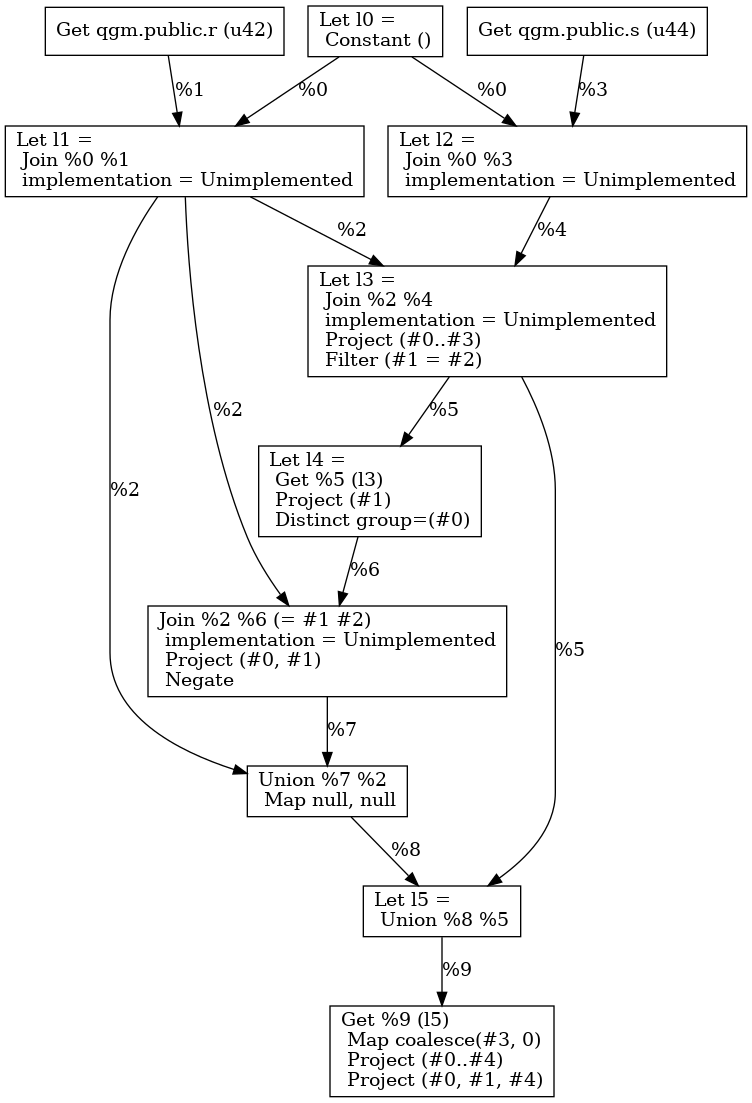 Get qgm.public.r (u42)
Let l0 =
Constant ()
Get qgm.public.s (u44)
%1
%0
%0
%3
Let l1 =
Join %0 %1
implementation = Unimplemented
Let l2 =
Join %0 %3
implementation = Unimplemented
%2
%4
Let l3 =
Join %2 %4
implementation = Unimplemented
Project (#0..#3)
Filter (#1 = #2)
%2
%5
%2
Let l4 =
Get %5 (l3)
Project (#1)
Distinct group=(#0)
%6
Join %2 %6 (= #1 #2)
implementation = Unimplemented
Project (#0, #1)
Negate
%5
%7
Union %7 %2
Map null, null
%8
Let l5 =
Union %8 %5
%9
Get %9 (l5)
Map coalesce(#3, 0)
Project (#0..#4)
Project (#0, #1, #4)